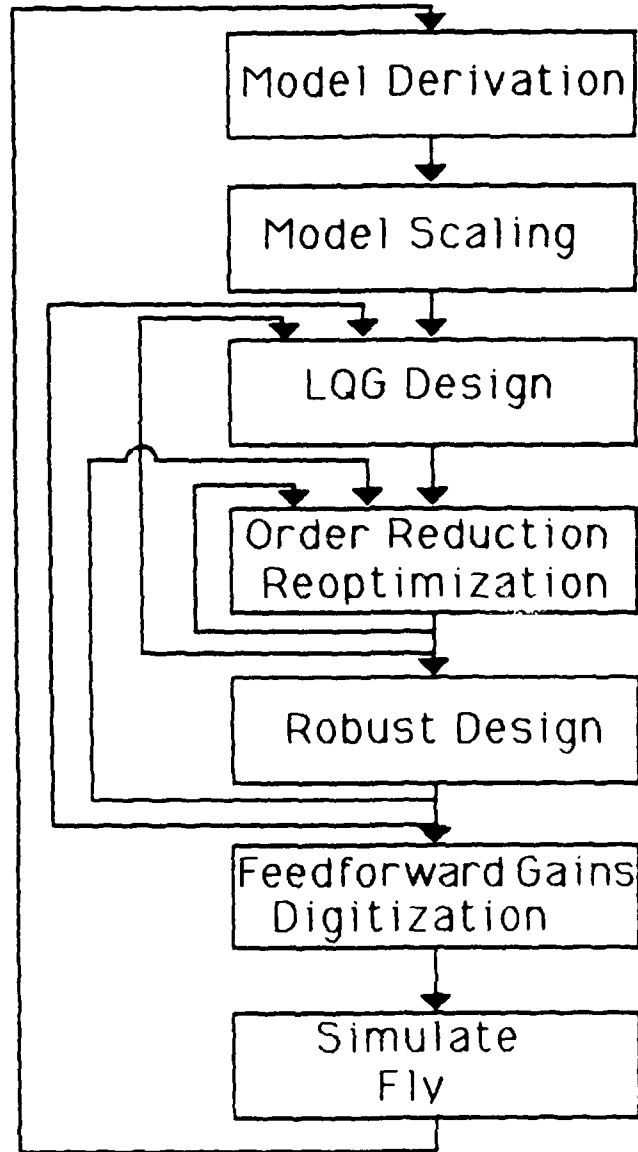 Model Derivation
Model Scaling
LQG Design
Order Reduction
Reoptimization
Robust Design
Feedforward Gains
Digitization
Simulate
Fly